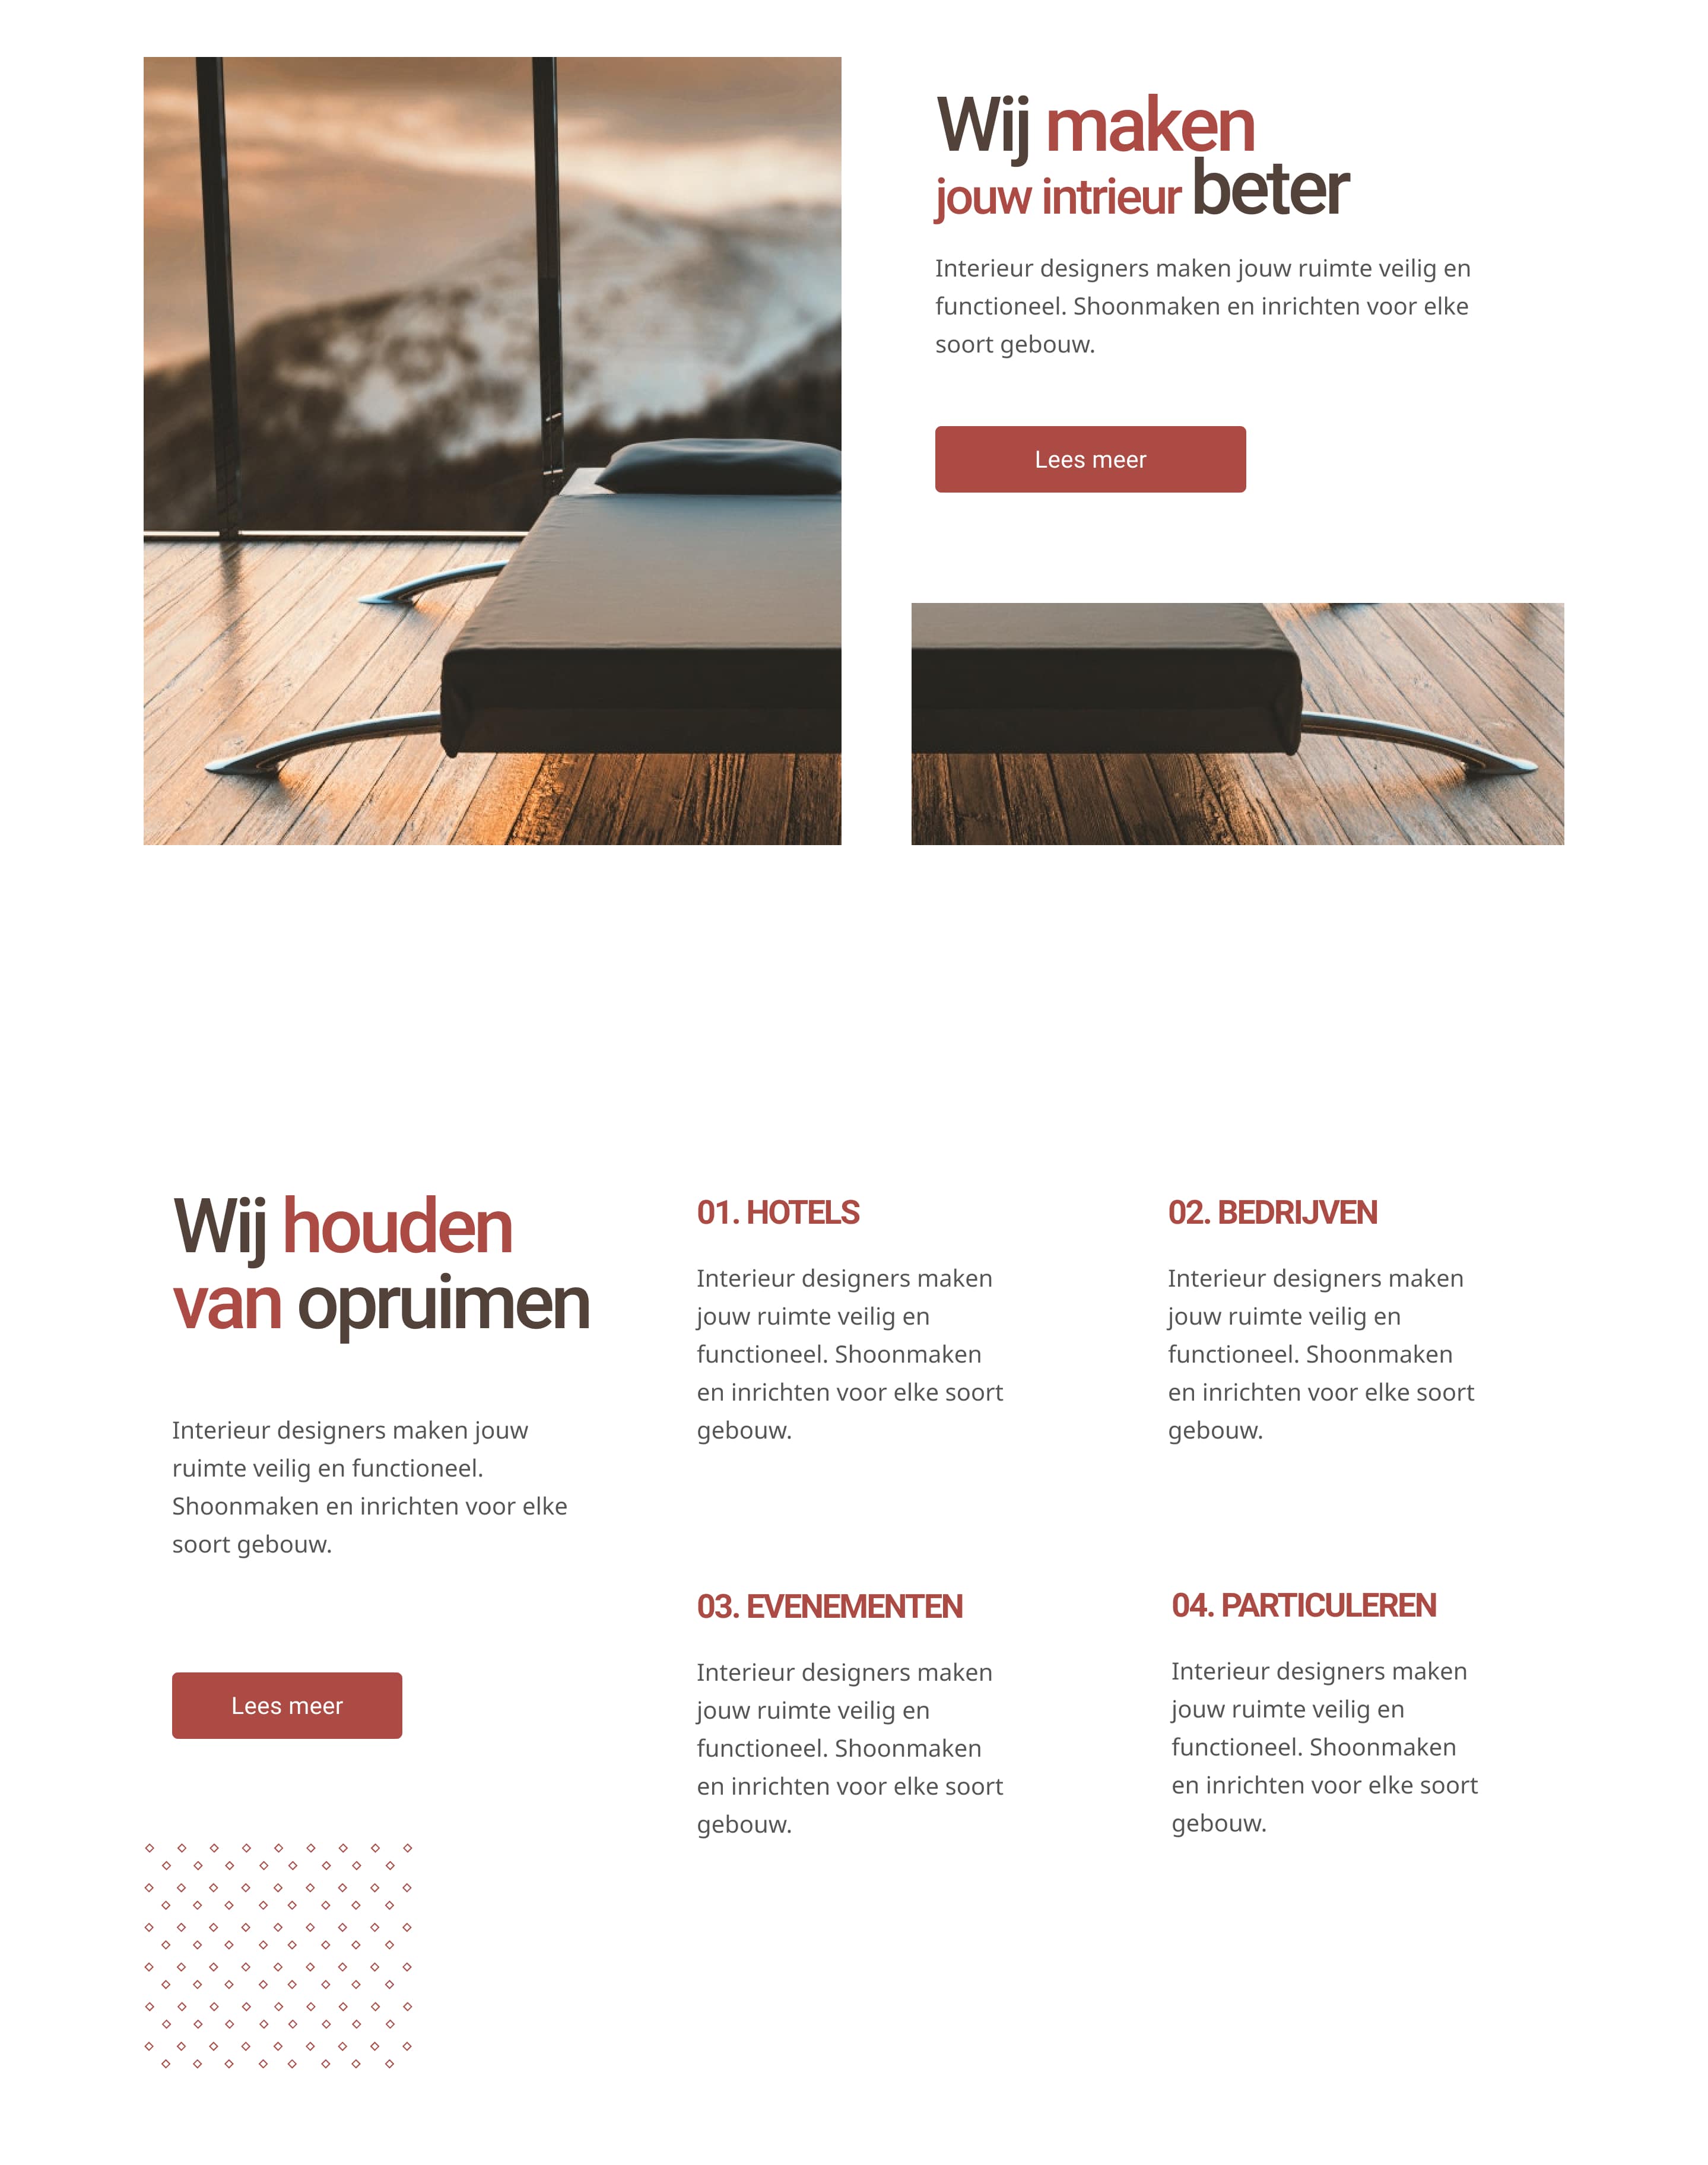 Wij maken
jouw intrieur beter
Interieur designers maken jouw ruimte veilig en
functioneel. Shoonmaken en inrichten voor elke
soort gebouw.
Lees meer
Wij houden
van opruimen
Interieur designers maken jouw
ruimte veilig en functioneel.
Shoonmaken en inrichten voor elke
soort gebouw.
Lees meer
01. HOTELS
Interieur designers maken
jouw ruimte veilig en
functioneel. Shoonmaken
en inrichten voor elke soort
gebouw.
02. BEDRIJVEN
Interieur designers maken
jouw ruimte veilig en
functioneel. Shoonmaken
en inrichten voor elke soort
gebouw.
03. EVENEMENTEN
Interieur designers maken
jouw ruimte veilig en
functioneel. Shoonmaken
en inrichten voor elke soort
gebouw.
04. PARTICULEREN
Interieur designers maken
jouw ruimte veilig en
functioneel. Shoonmaken
en inrichten voor elke soort
gebouw.